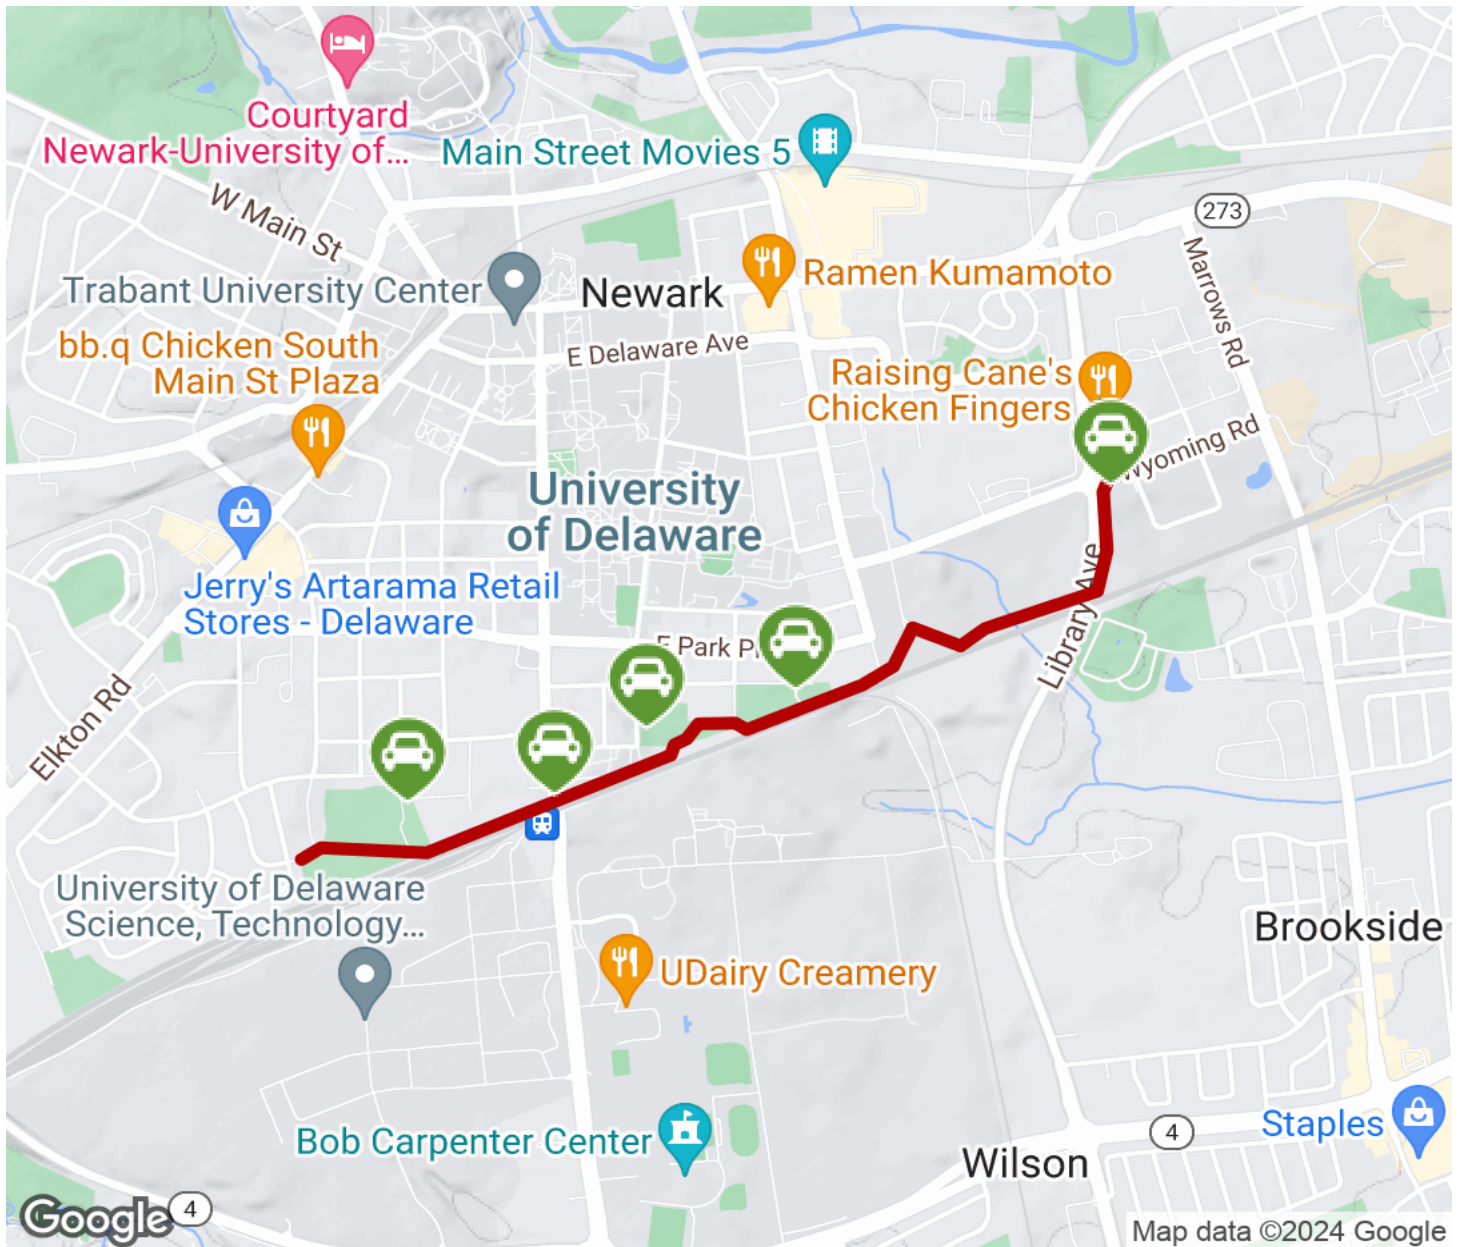 Courtyard
Newark-University of...
Main Street Movies 5
W Main St
273
Marrows Rd
Trabant University Center
Newark
Ramen Kumamoto
bb.q Chicken South
Main St Plaza
E Delaware Ave
Raising Cane's
Chicken Fingers
Wyoming Rd
University
of Delaware
Jerry's Artarama Retail
Stores - Delaware
Library Ave
E Park Pl
Elkton Rd
University of Delaware
Science, Technology...
Brookside
UDairy Creamery
Bob Carpenter Center
4
Staples
Wilson
Google
4
Map data ©2024 Google